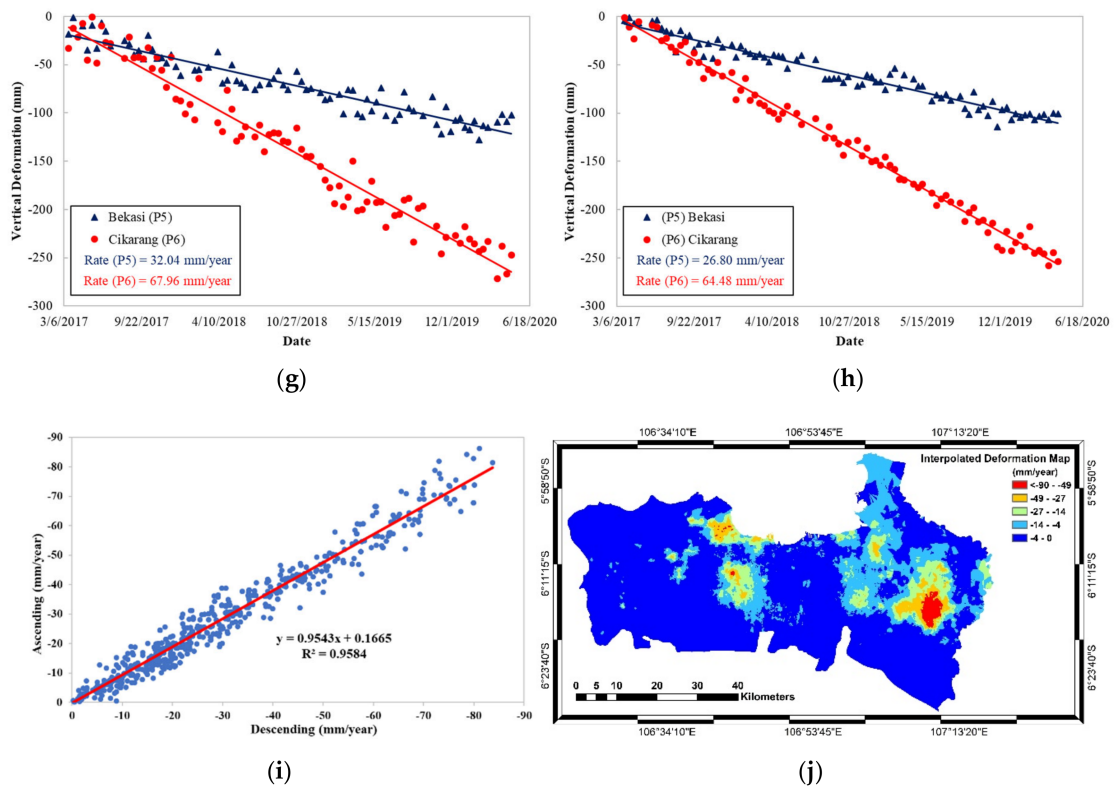 0
-50
-100
-150
-200
-250
-300
Vertical Deformation (mm)
Bekasi (P5)
Cikarang (P6)
Rate (P5) = 32.04 mm/year
Rate (P6) = 67.96 mm/year
3/6/2017 9/22/2017 4/10/2018 10/27/2018 5/15/2019 12/1/2019 6/18/2020
Date
(g)
0
-50
-100
-150
-200
-250
-300
Vertical Deformation (mm)
(P5) Bekasi
(P6) Cikarang
Rate (P5) = 26.80 mm/year
Rate (P6) = 64.48 mm/year
3/6/2017 9/22/2017 4/10/2018 10/27/2018 5/15/2019 12/1/2019 6/18/2020
Date
(h)
-90
-80
-70
-60
-50
-40
-30
-20
-10
0
Ascending (mm/year)
y = 0.9543x + 0.1665
R² = 0.9584
0 -10 -20 -30 -40 -50 -60 -70 -80 -90
Descending (mm/year)
(i)
106°34'10"E 106°53'45"E 107°13'20"E
5°58'50"S
6°11'15"S
6°23'40"S
Interpolated Deformation Map
(mm/year)
<-90 - -49
-49 - -27
-27 - -14
-14 - -4
-4 - 0
5°58'50"S
6°11'15"S
6°23'40"S
0 5 10 20 30 40
Kilometers
106°34'10"E 106°53'45"E 107°13'20"E
(j)